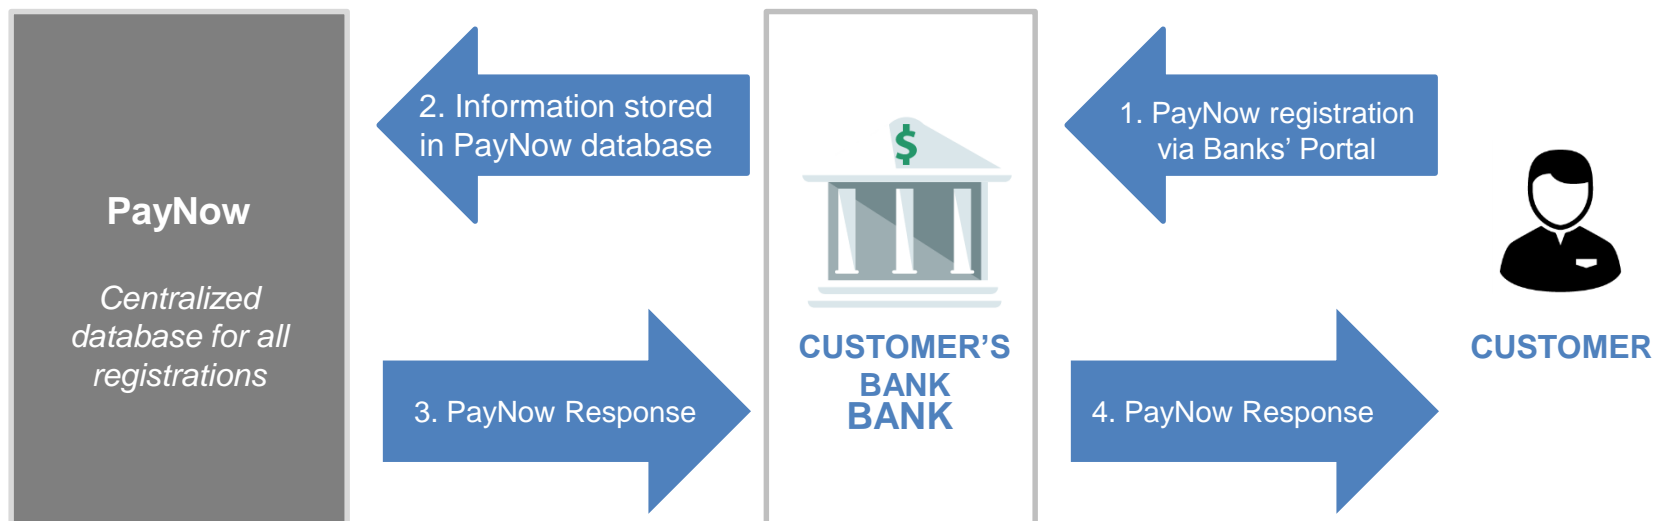 PayNow
Centralized
database for all
registrations
2. Information stored
in PayNow database
3. PayNow Response
$
CUSTOMER'S
BANK
BANK
1. PayNow registration
via Banks' Portal
4. PayNow Response
CUSTOMER